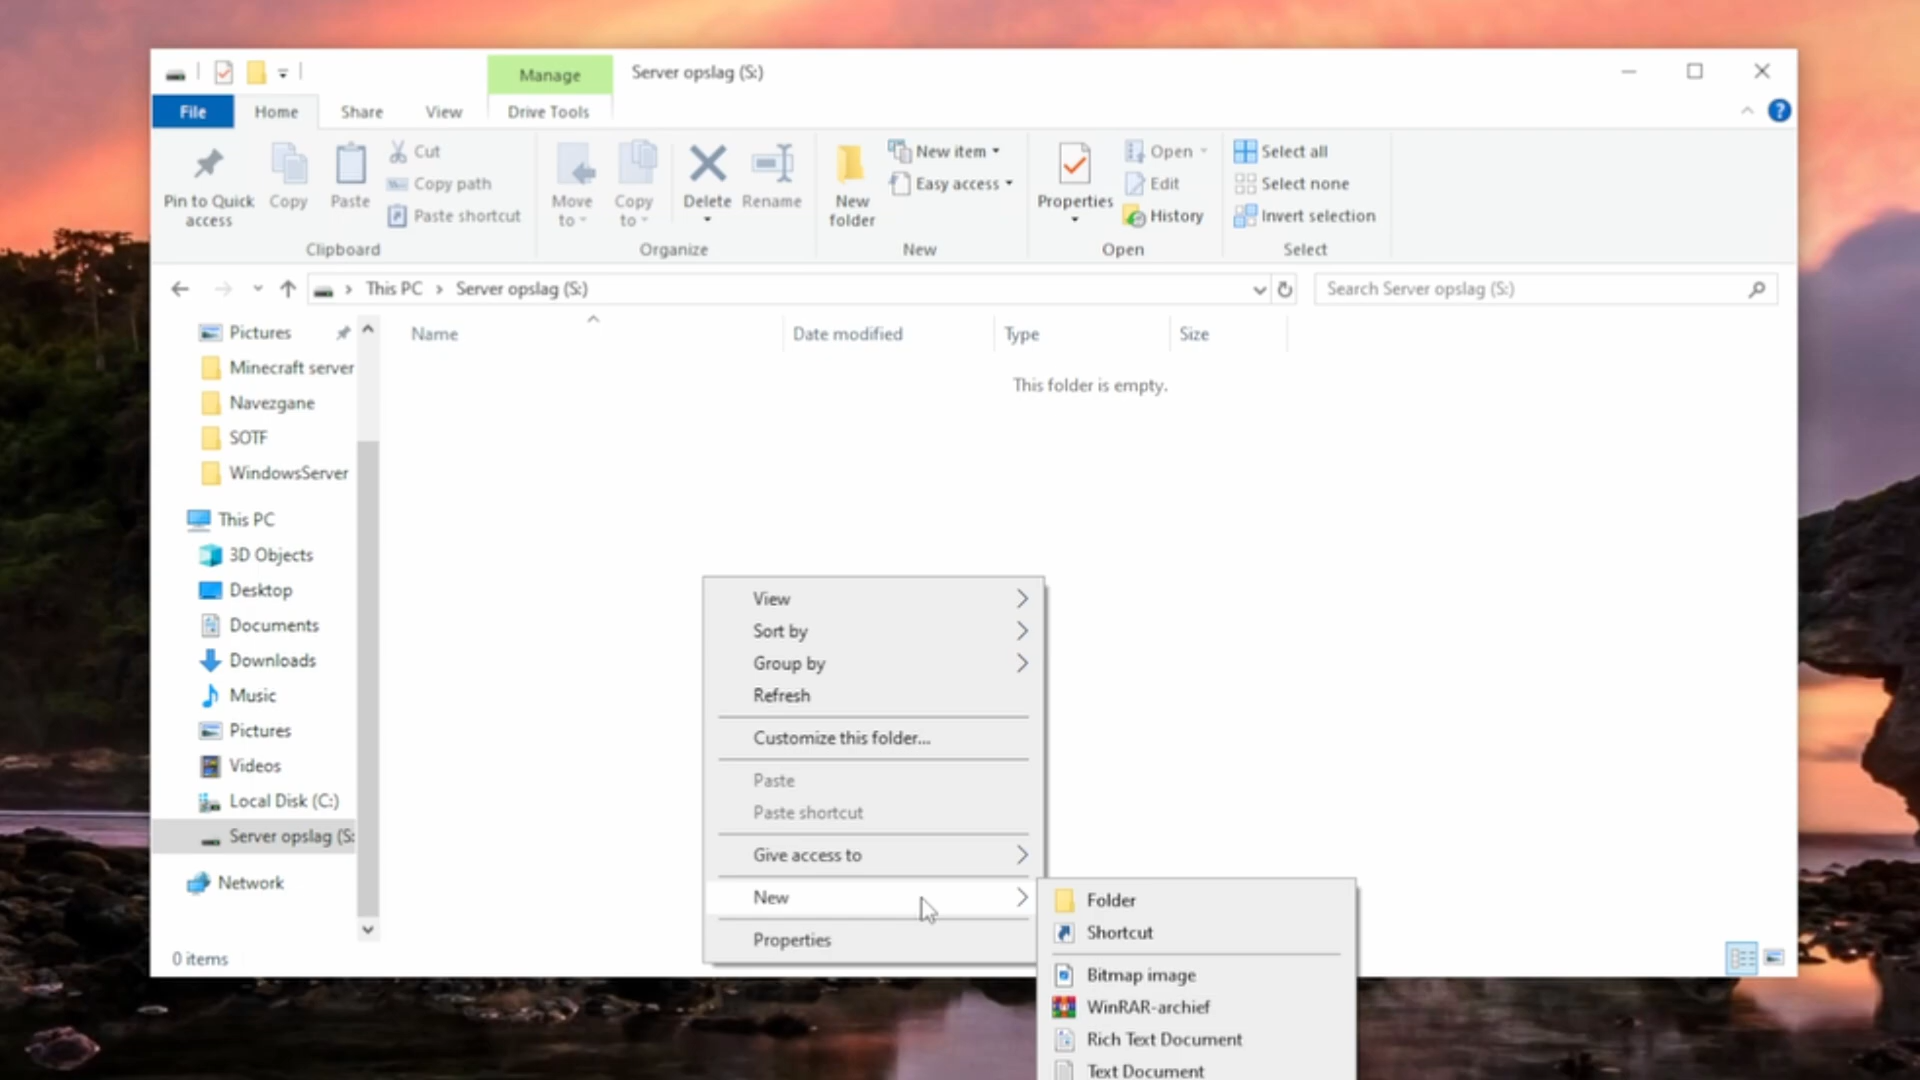 Manage
Server opslag (S:)
File
Home
Share
View
Drive Tools
Pin to Quick access
Copy
Paste
Cut
Copy path
Paste shortcut
Clipboard
Move to
Copy to
Delete
Rename
Organize
New folder
New item
Easy access
New
Properties
Open
Edit
History
Open
Select all
Select none
Invert selection
Select
This PC > Server opslag (S:)
Search Server opslag (S:)
Name
Date modified
Type
Size
This folder is empty.
Pictures
Minecraft server
Navezgane
SOTF
WindowsServer
This PC
3D Objects
Desktop
Documents
Downloads
Music
Pictures
Videos
Local Disk (C:)
Server opslag (S:
Network
0 items
View
Sort by
Group by
Refresh
Customize this folder...
Paste
Paste shortcut
Give access to
New
Properties
Folder
Shortcut
Bitmap image
WinRAR-archief
Rich Text Document
Text Document